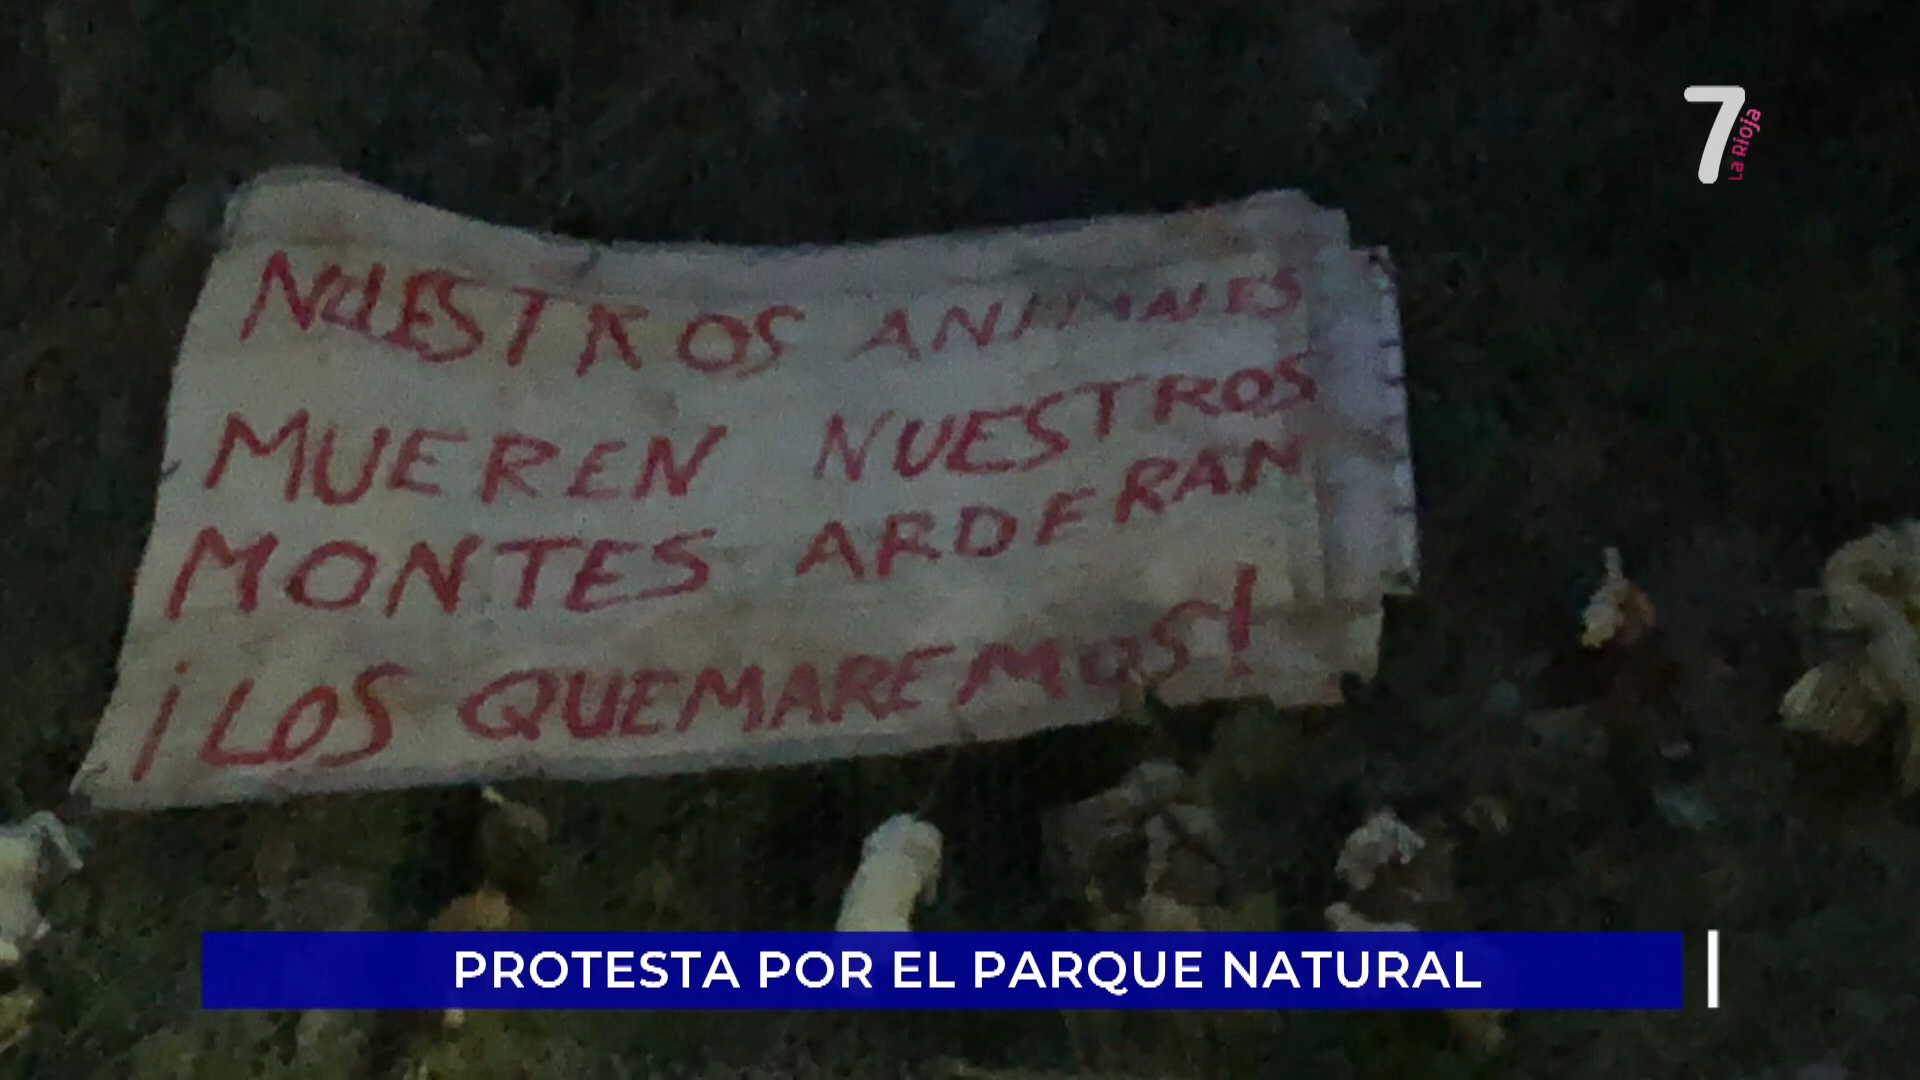 7
La Rioja
NUESTROS ANIMALES
MUEREN NUESTROS
MONTES ARDERAN
¡LOS QUEMAREMOS!
PROTESTA POR EL PARQUE NATURAL